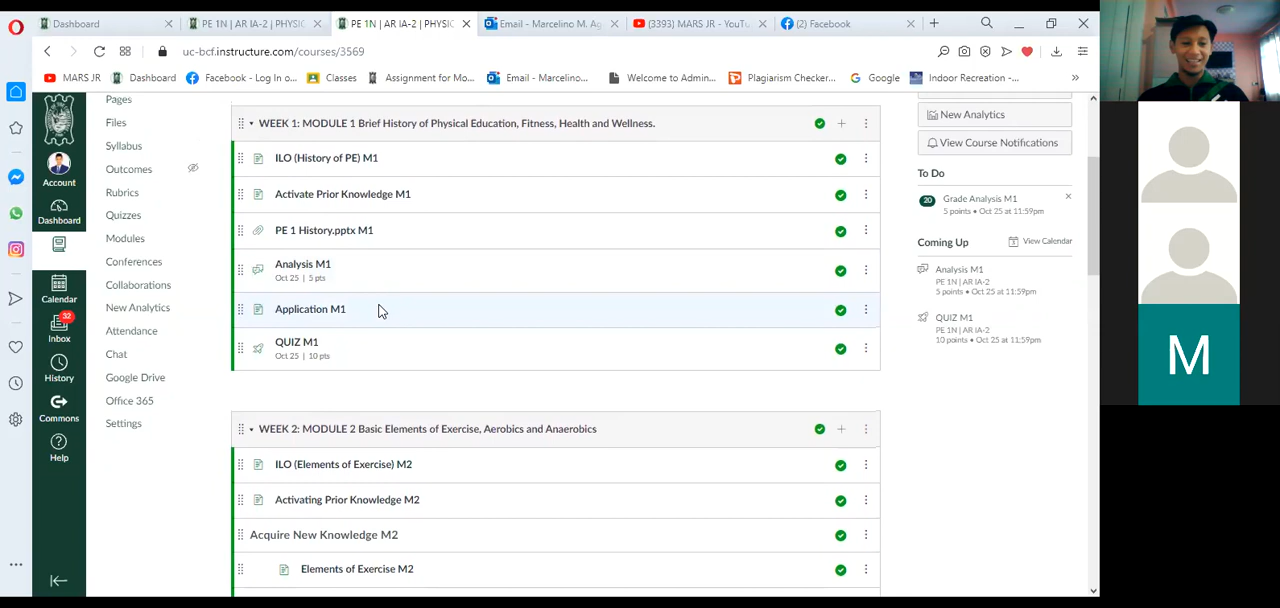 Dashboard
PE 1N | AR IA-2 | PHYSIC
PE 1N | AR IA-2 | PHYSIC
Email - Marcelino M. Ag
(3393) MARS JR - YouTu
(2) Facebook
uc-bcf.instructure.com/courses/3569
MARS JR
Dashboard
Facebook - Log In o...
Classes
Assignment for Mo...
Email - Marcelino...
Welcome to Admin...
Plagiarism Checker...
Google
Indoor Recreation -...
Account
Dashboard
Calendar
32
Inbox
History
Commons
Help
Pages
Files
Syllabus
Outcomes
Rubrics
Quizzes
Modules
Conferences
Collaborations
New Analytics
Attendance
Chat
Google Drive
Office 365
Settings
WEEK 1: MODULE 1 Brief History of Physical Education, Fitness, Health and Wellness.
ILO (History of PE) M1
Activate Prior Knowledge M1
PE 1 History.pptx M1
Analysis M1
Oct 25 | 5 pts
Application M1
QUIZ M1
Oct 25 | 10 pts
WEEK 2: MODULE 2 Basic Elements of Exercise, Aerobics and Anaerobics
ILO (Elements of Exercise) M2
Activating Prior Knowledge M2
Acquire New Knowledge M2
Elements of Exercise M2
New Analytics
View Course Notifications
To Do
20
Grade Analysis M1
5 points • Oct 25 at 11:59pm
Coming Up
View Calendar
Analysis M1
PE 1N | AR IA-2
5 points • Oct 25 at 11:59pm
QUIZ M1
PE 1N | AR IA-2
10 points • Oct 25 at 11:59pm
M